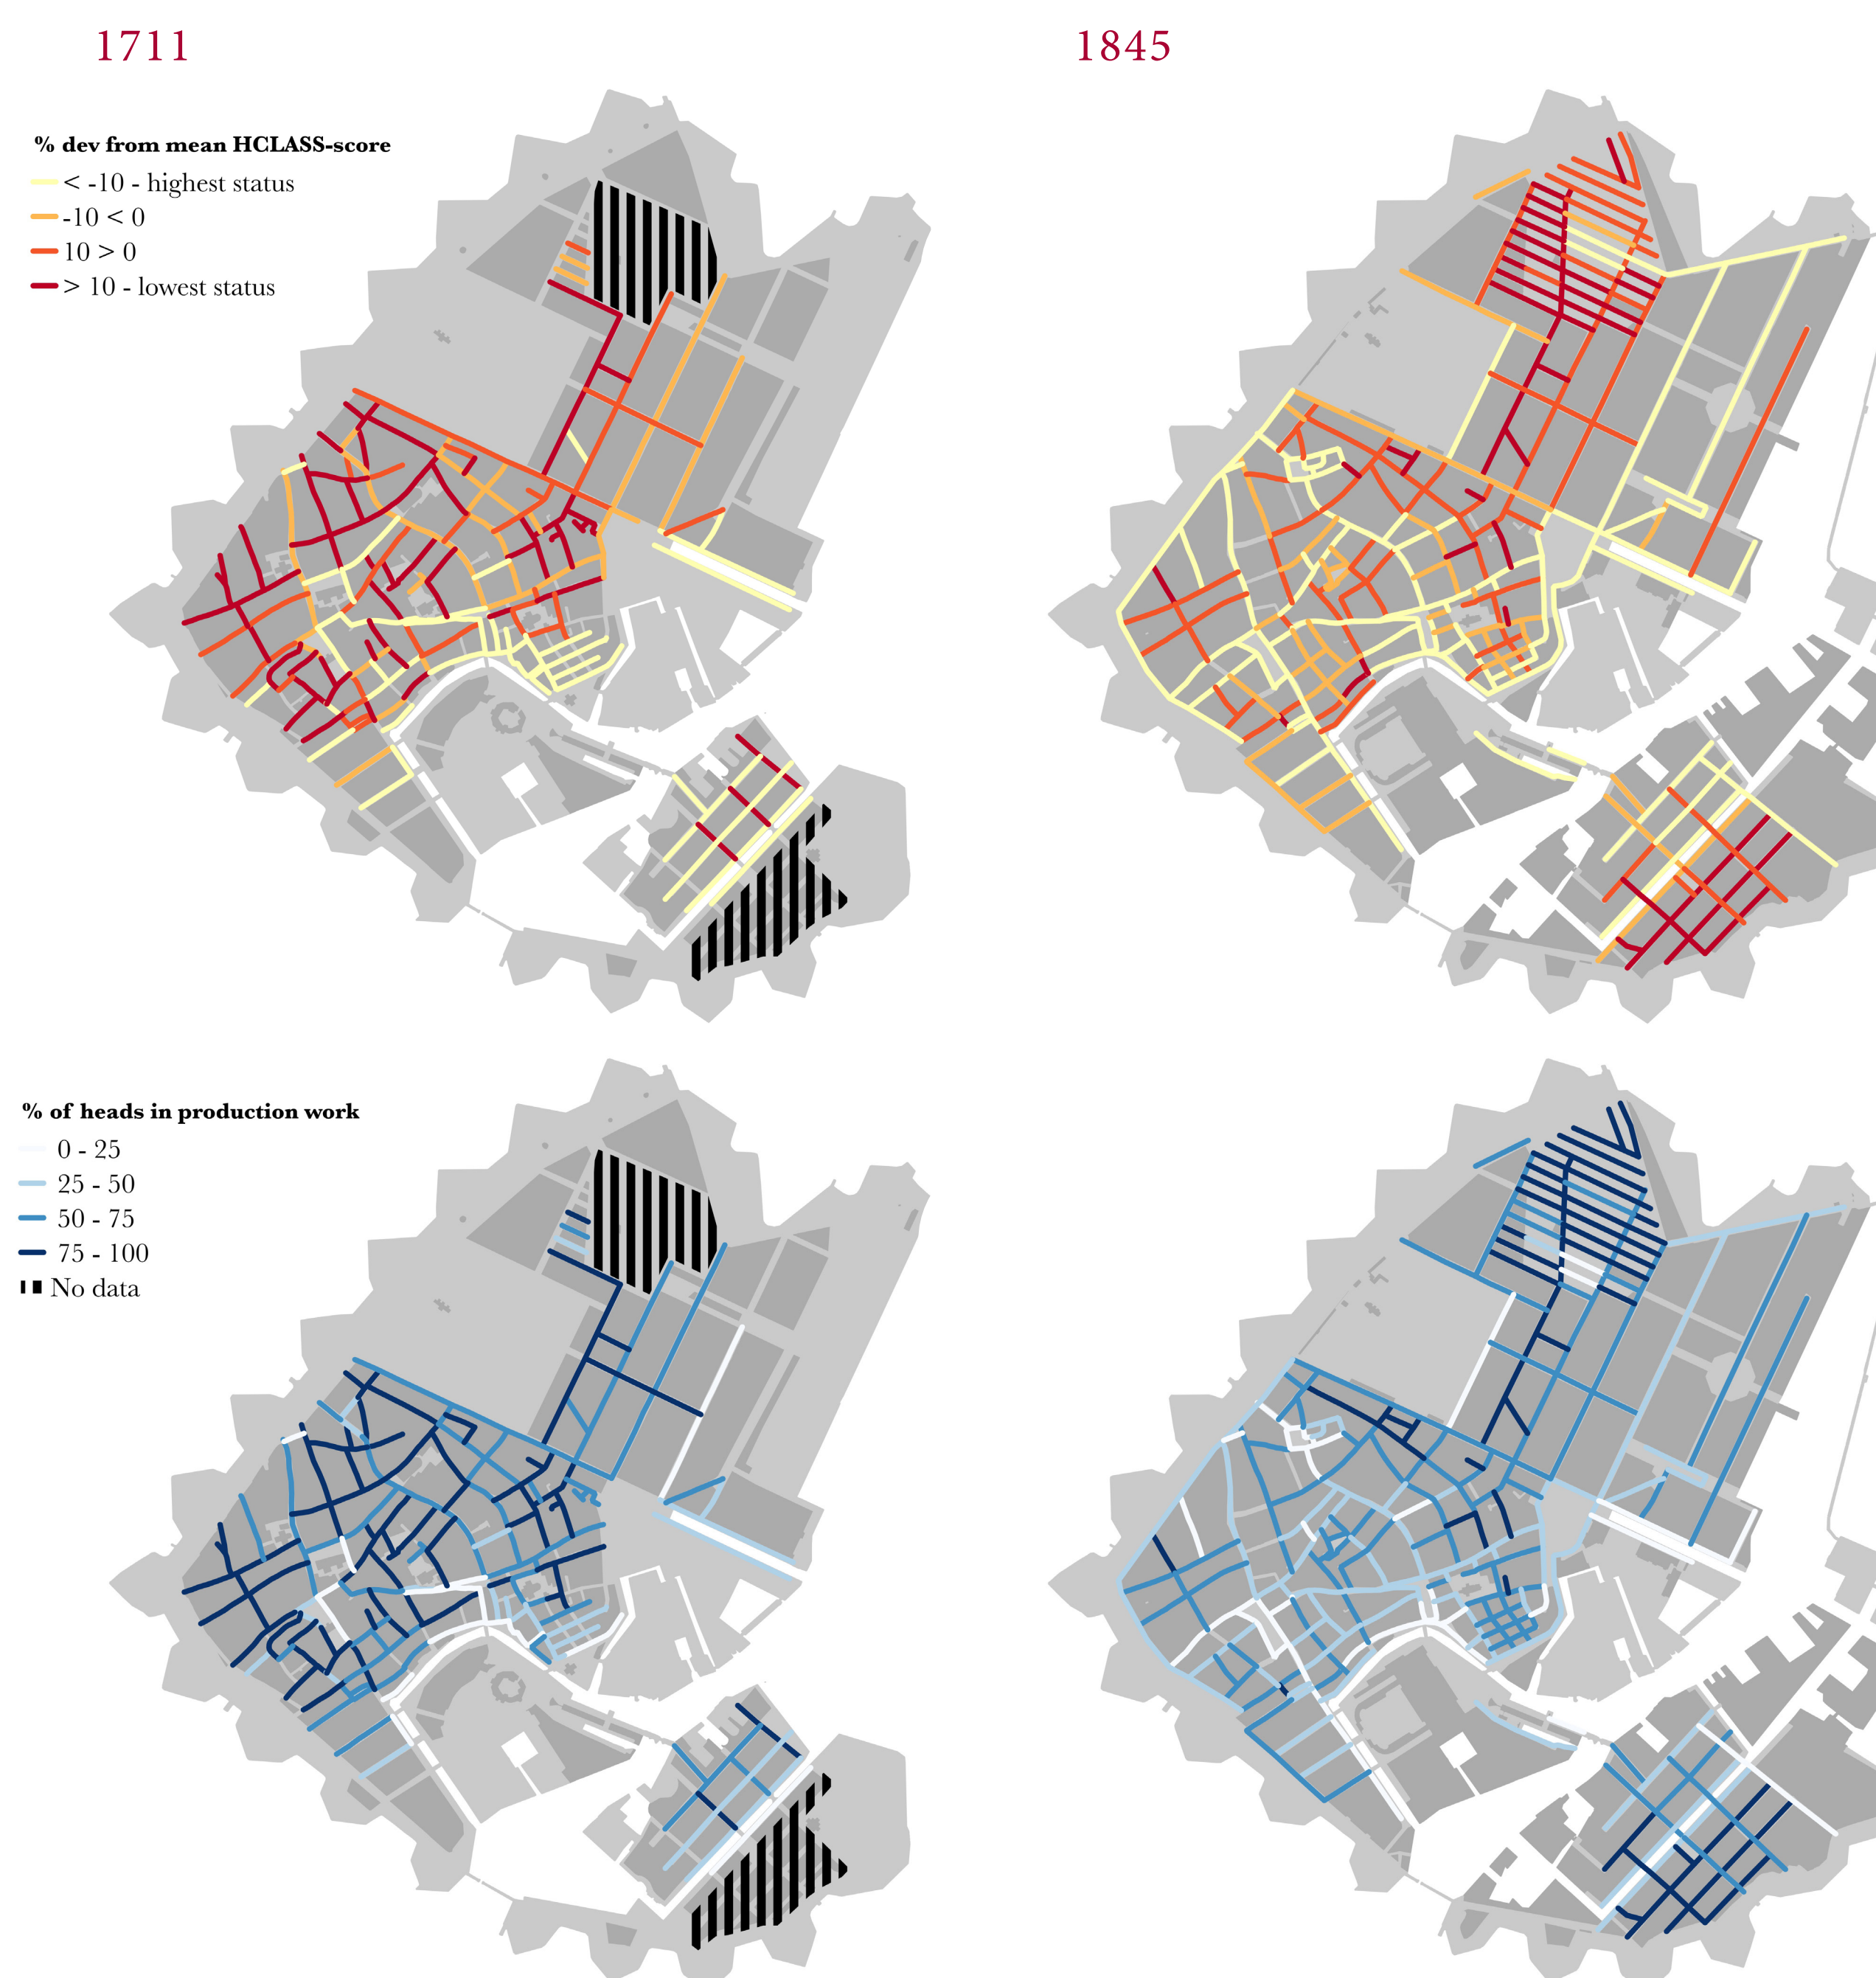 1711
1845
% dev from mean HCLASS-score
< -10 - highest status
-10 < 0
10 > 0
> 10 - lowest status
% of heads in production work
0 - 25
25 - 50
50 - 75
75 - 100
No data